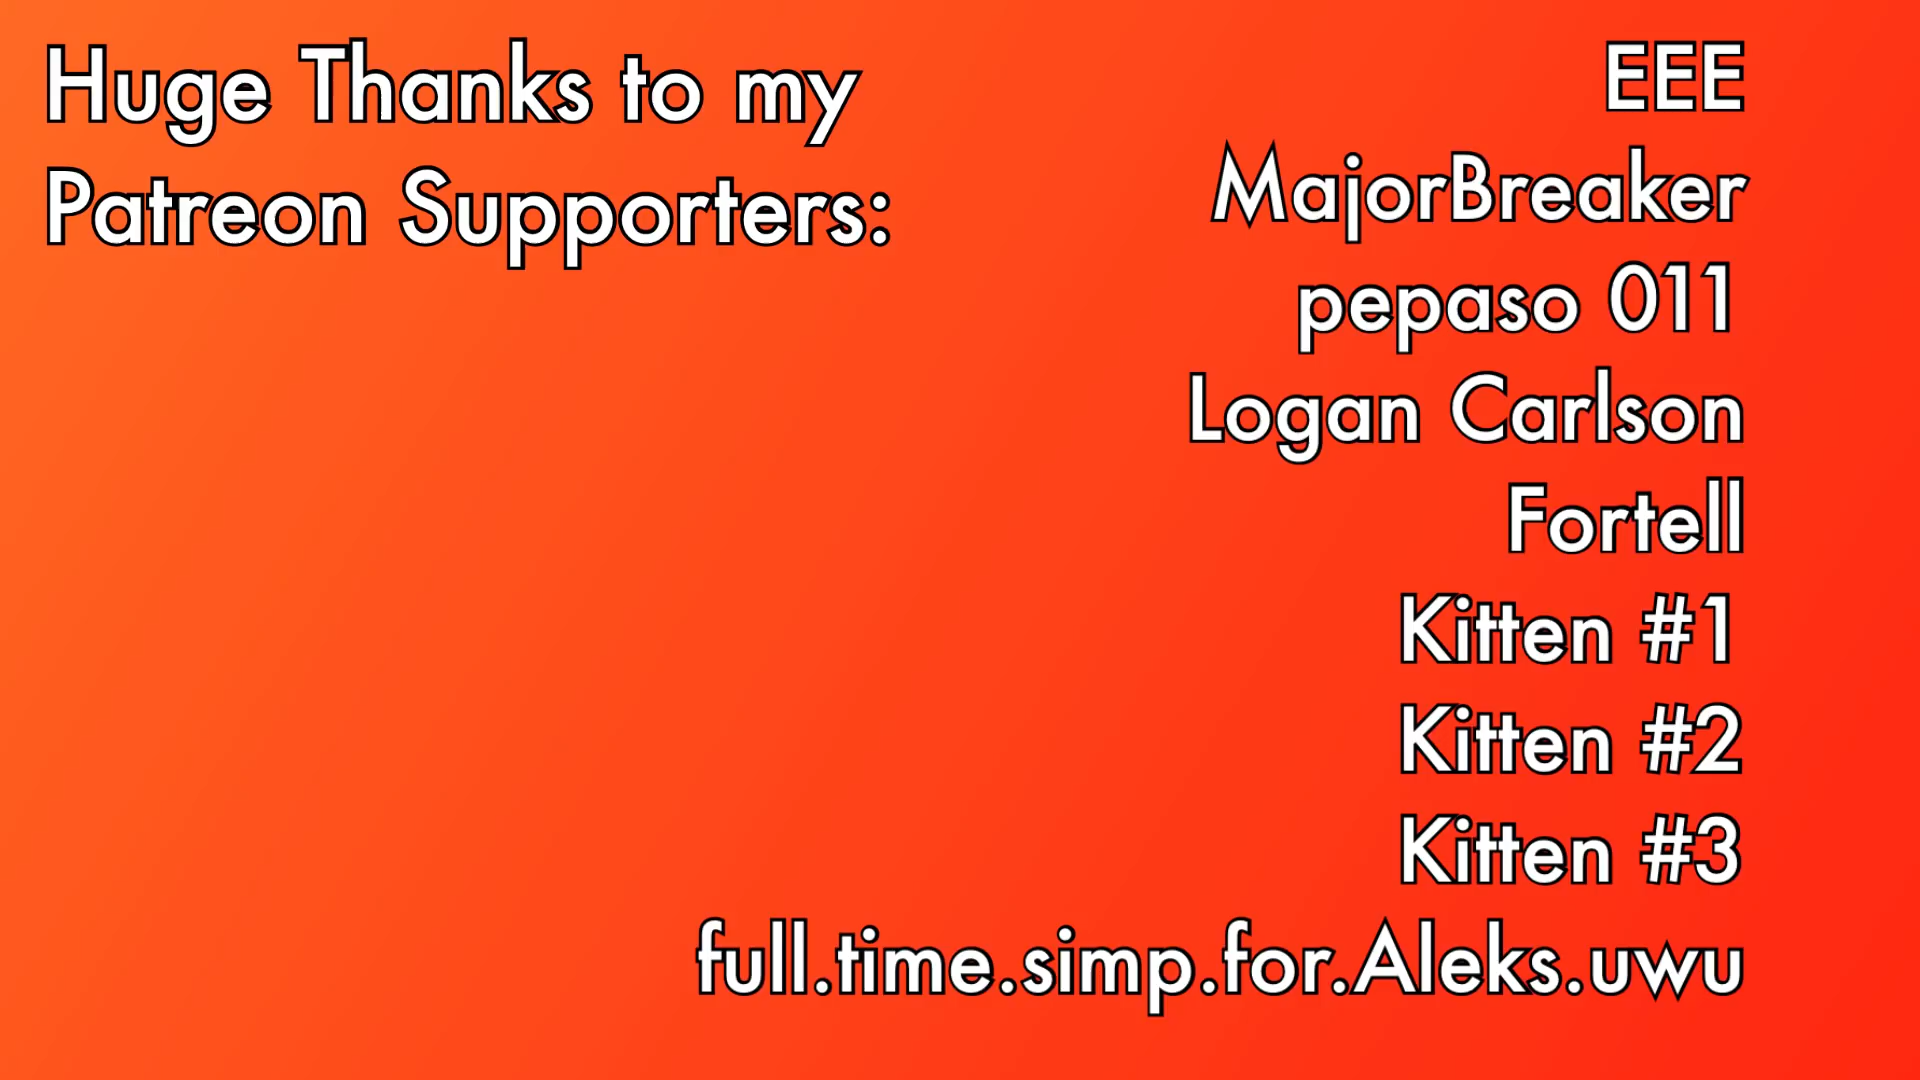 Huge Thanks to my
Patreon Supporters:
EEE
MajorBreaker
pepaso 011
Logan Carlson
Fortell
Kitten #1
Kitten #2
Kitten #3
full.time.simp.for.Aleks.uwu